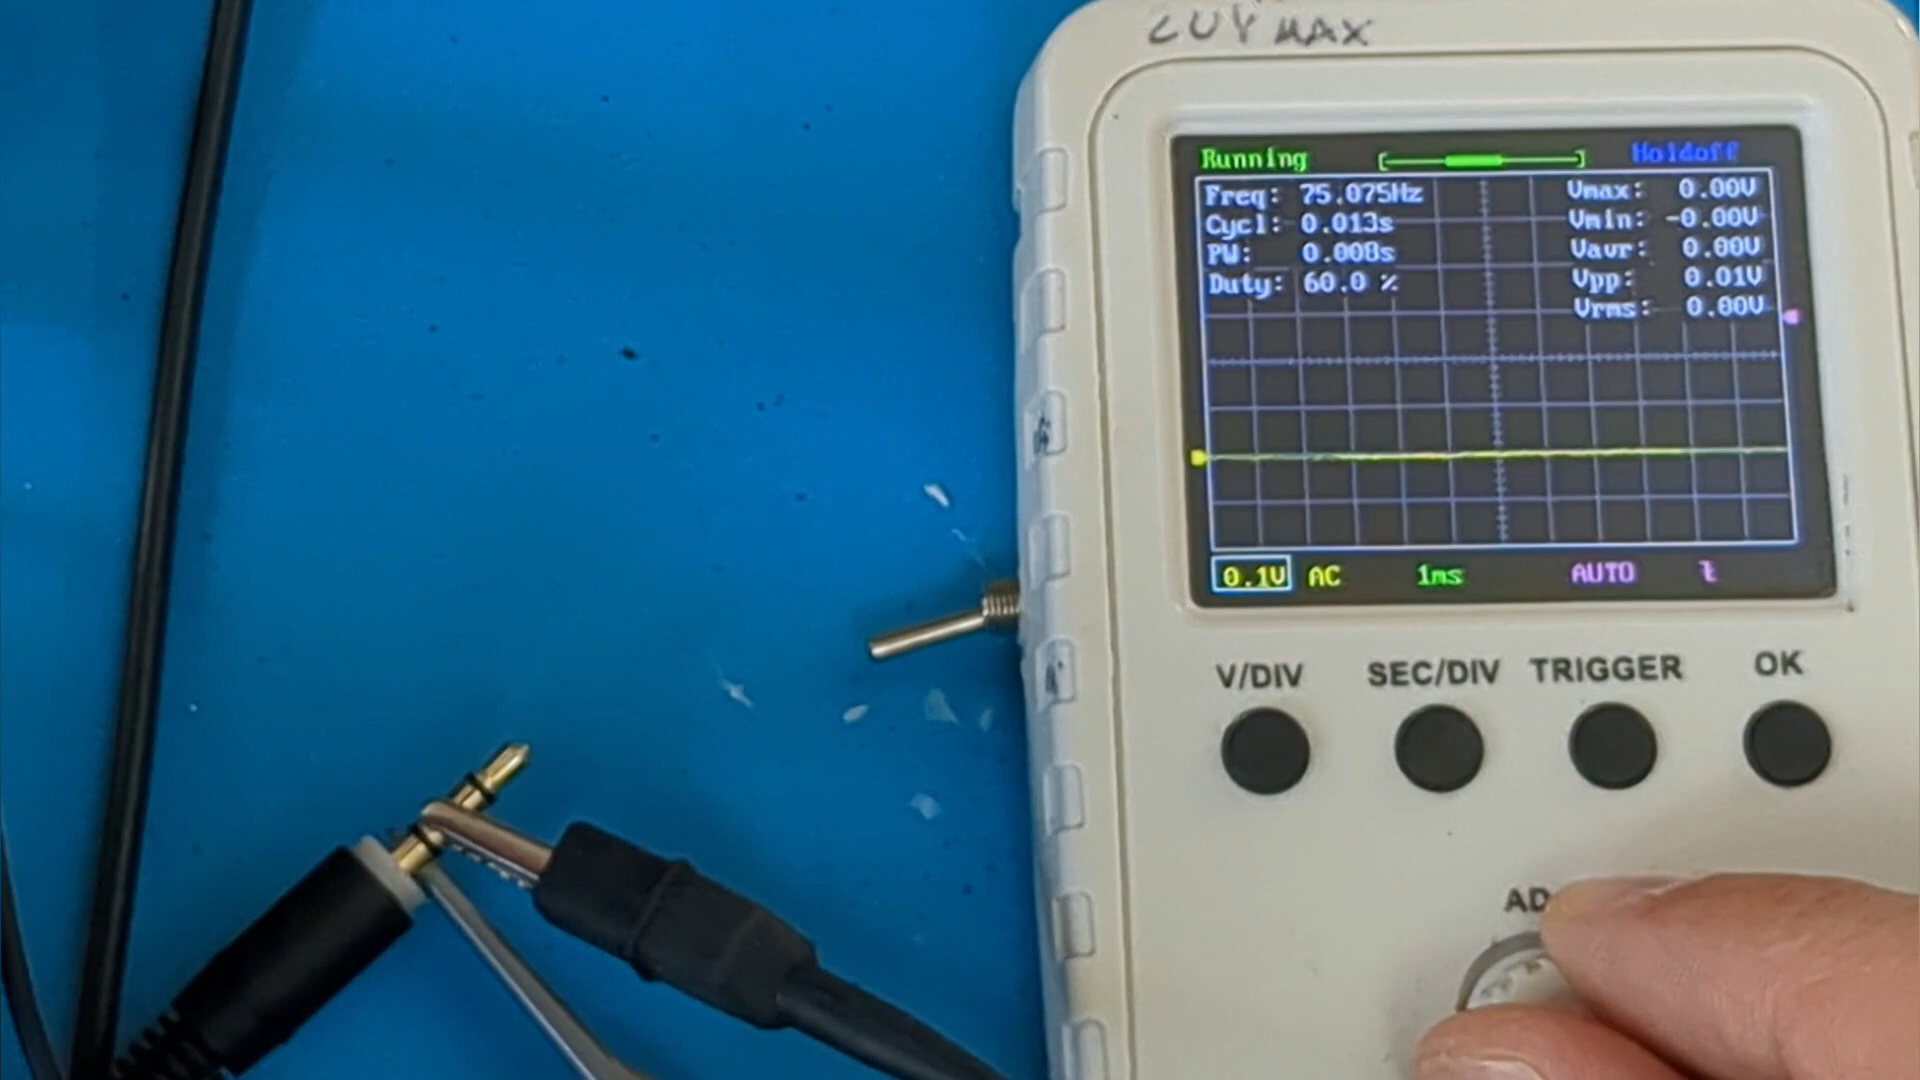 20V MAX
Running
Holdoff
Freq: 75.075Hz
Vmax: 0.00V
Cycl: 0.013s
Vmin: -0.00V
PW: 0.008s
Vavr: 0.00V
Duty: 60.0 %
Vpp: 0.01V
Vrms: 0.00V
0.1V AC 1ms AUTO
V/DIV SEC/DIV TRIGGER OK
AD